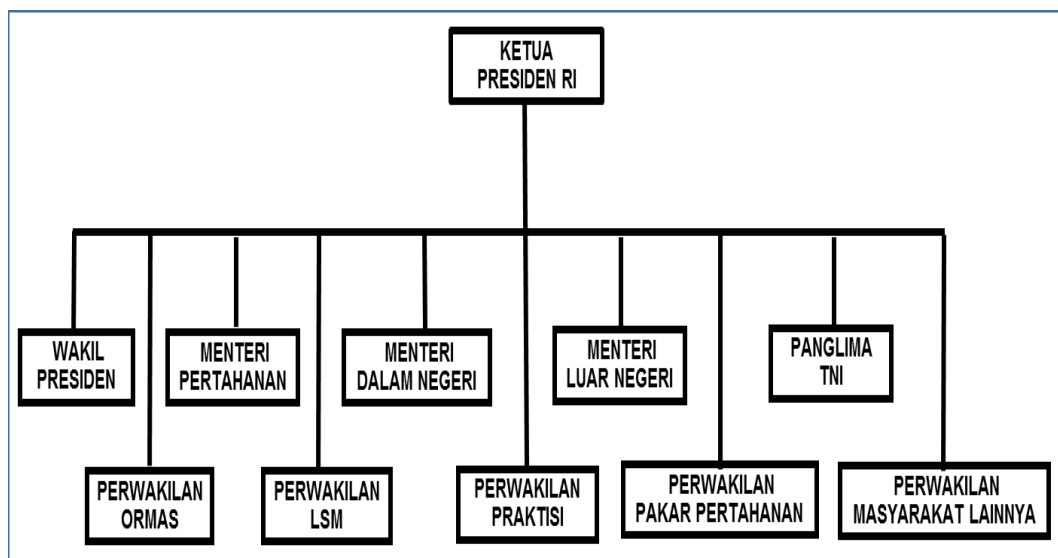 KETUA
PRESIDEN RI
WAKIL
PRESIDEN
MENTERI
PERTAHANAN
MENTERI
DALAM NEGERI
MENTERI
LUAR NEGERI
PANGLIMA
TNI
PERWAKILAN
ORMAS
PERWAKILAN
LSM
PERWAKILAN
PRAKTISI
PERWAKILAN
PAKAR PERTAHANAN
PERWAKILAN
MASYARAKAT LAINNYA